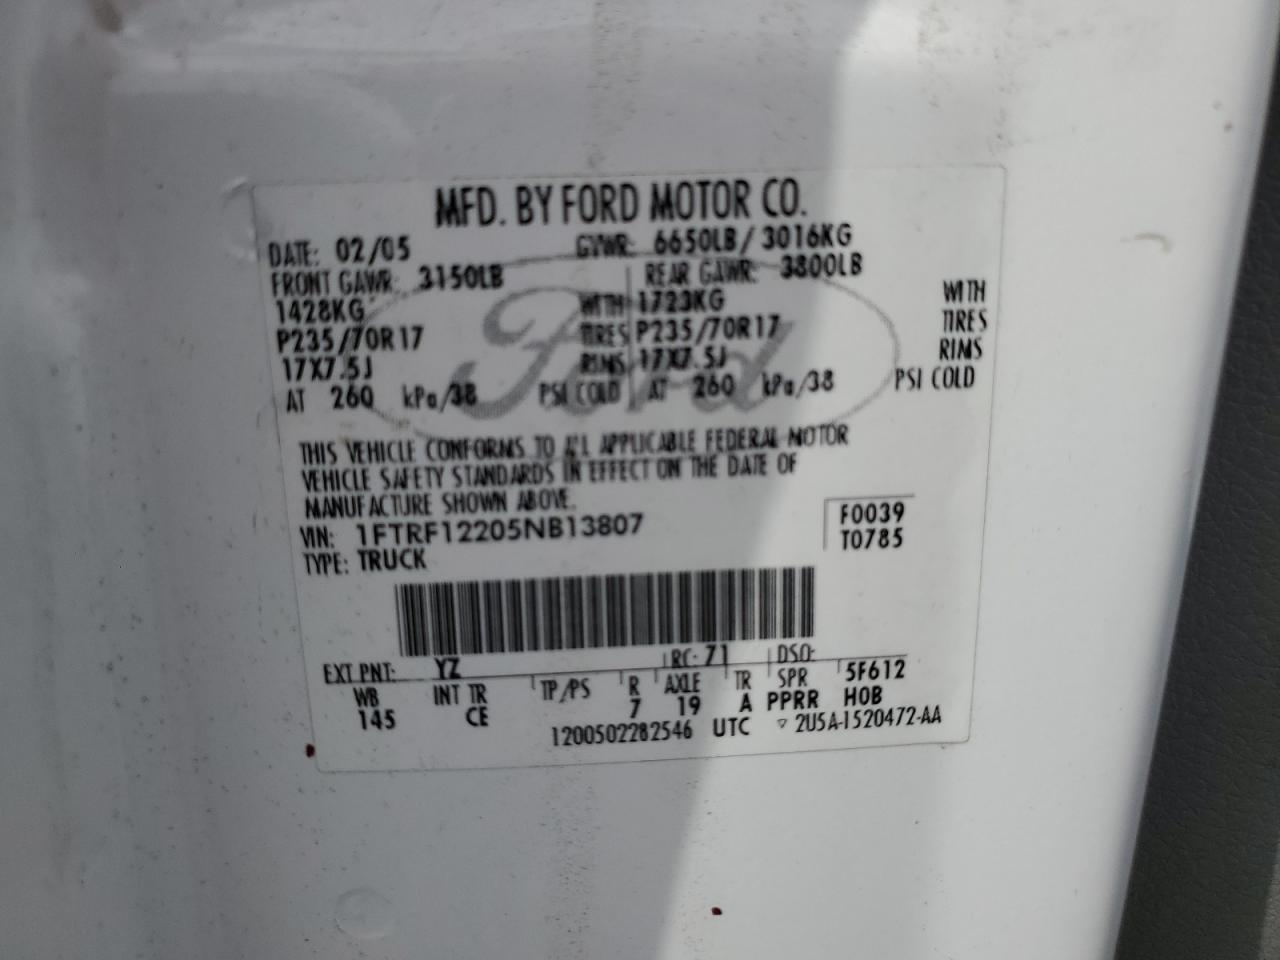 MFD. BY FORD MOTOR CO.
DATE: 02/05 GVWR: 6650LB / 3016KG
FRONT GAWR: 3150LB REAR GAWR: 3800LB
1428KG WITH 1723KG WITH
P235/70R17 TIRES P235/70R17 TIRES
17X7.5J RIMS 17X7.5J RIMS
AT 260 kPa/38 PSI COLD AT 260 kPa/38 PSI COLD
Ford
THIS VEHICLE CONFORMS TO ALL APPLICABLE FEDERAL MOTOR
VEHICLE SAFETY STANDARDS IN EFFECT ON THE DATE OF
MANUFACTURE SHOWN ABOVE.
VIN: 1FTRF12205NB13807 F0039
TYPE: TRUCK T0785
EXT PNT: YZ RC: 71 DSO:
WB INT TR TP/PS R AXLE TR SPR 5F612
145 CE 7 19 A PPRR H0B
1200502282546 UTC ▽ 2U5A-1520472-AA